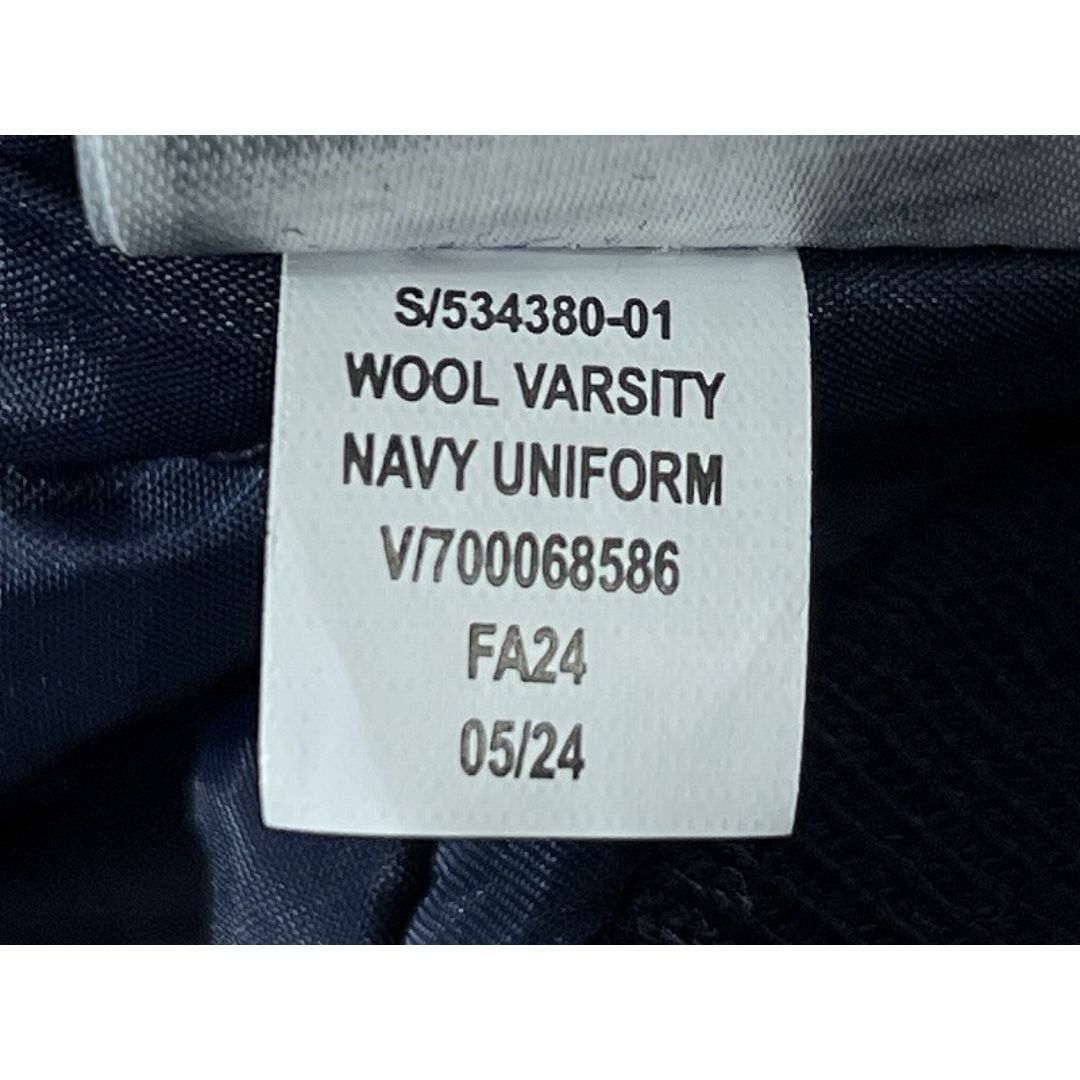 S/534380-01
WOOL VARSITY
NAVY UNIFORM
V/700068586
FA24
05/24